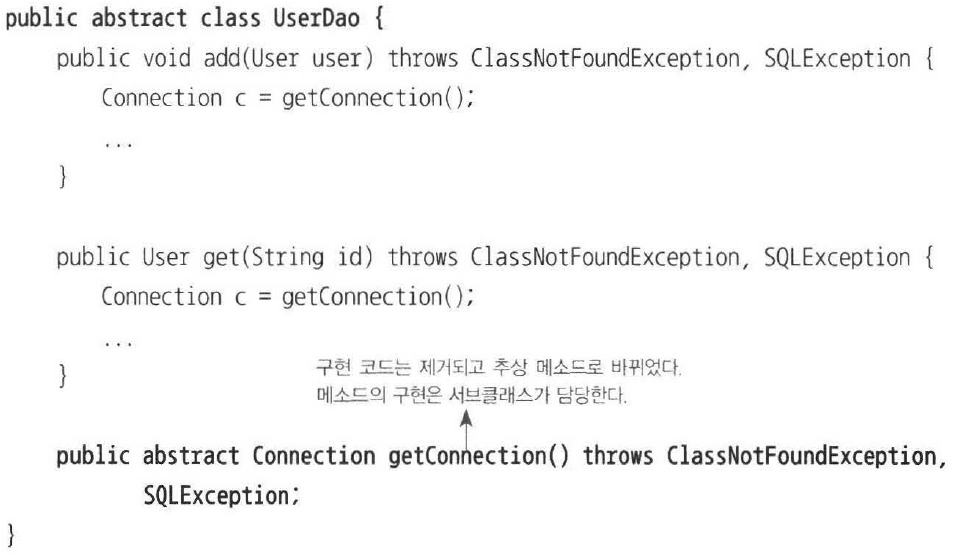 public abstract class UserDao {
public void add(User user) throws ClassNotFoundException, SQLException {
Connection c = getConnection();
...
}
public User get(String id) throws ClassNotFoundException, SQLException {
Connection c = getConnection();
...
}
구현 코드는 제거되고 추상 메소드로 바뀌었다.
메소드의 구현은 서브클래스가 담당한다.
public abstract Connection getConnection() throws ClassNotFoundException,
SQLException;
}